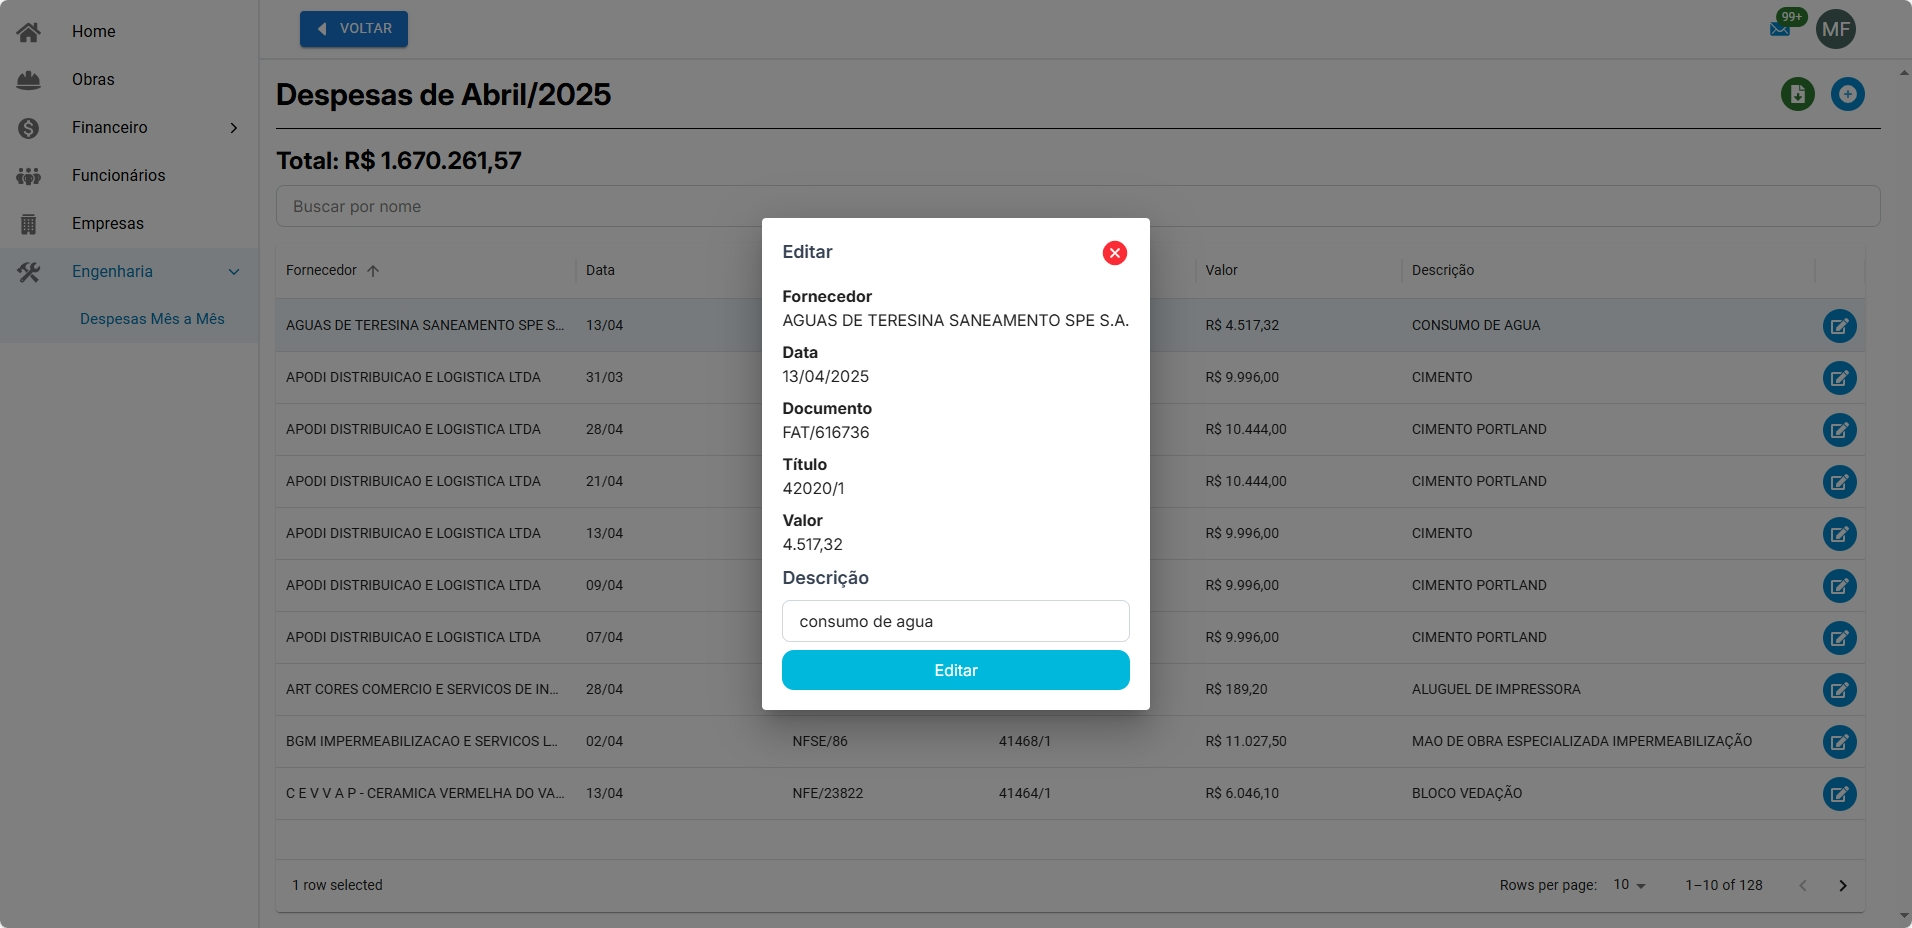 Home
Obras
Financeiro
Funcionários
Empresas
Engenharia
Despesas Mês a Mês
VOLTAR
99+
MF
Despesas de Abril/2025
Total: R$ 1.670.261,57
Buscar por nome
Fornecedor Data Valor Descrição
AGUAS DE TERESINA SANEAMENTO SPE S... 13/04 R$ 4.517,32 CONSUMO DE AGUA
APODI DISTRIBUICAO E LOGISTICA LTDA 31/03 R$ 9.996,00 CIMENTO
APODI DISTRIBUICAO E LOGISTICA LTDA 28/04 R$ 10.444,00 CIMENTO PORTLAND
APODI DISTRIBUICAO E LOGISTICA LTDA 21/04 R$ 10.444,00 CIMENTO PORTLAND
APODI DISTRIBUICAO E LOGISTICA LTDA 13/04 R$ 9.996,00 CIMENTO
APODI DISTRIBUICAO E LOGISTICA LTDA 09/04 R$ 9.996,00 CIMENTO PORTLAND
APODI DISTRIBUICAO E LOGISTICA LTDA 07/04 R$ 9.996,00 CIMENTO PORTLAND
ART CORES COMERCIO E SERVICOS DE IN... 28/04 R$ 189,20 ALUGUEL DE IMPRESSORA
BGM IMPERMEABILIZACAO E SERVICOS L... 02/04 NFSE/86 41468/1 R$ 11.027,50 MAO DE OBRA ESPECIALIZADA IMPERMEABILIZAÇÃO
C E V V A P - CERAMICA VERMELHA DO VA... 13/04 NFE/23822 41464/1 R$ 6.046,10 BLOCO VEDAÇÃO
1 row selected
Rows per page: 10 1–10 of 128
Editar
Fornecedor
AGUAS DE TERESINA SANEAMENTO SPE S.A.
Data
13/04/2025
Documento
FAT/616736
Título
42020/1
Valor
4.517,32
Descrição
consumo de agua
Editar